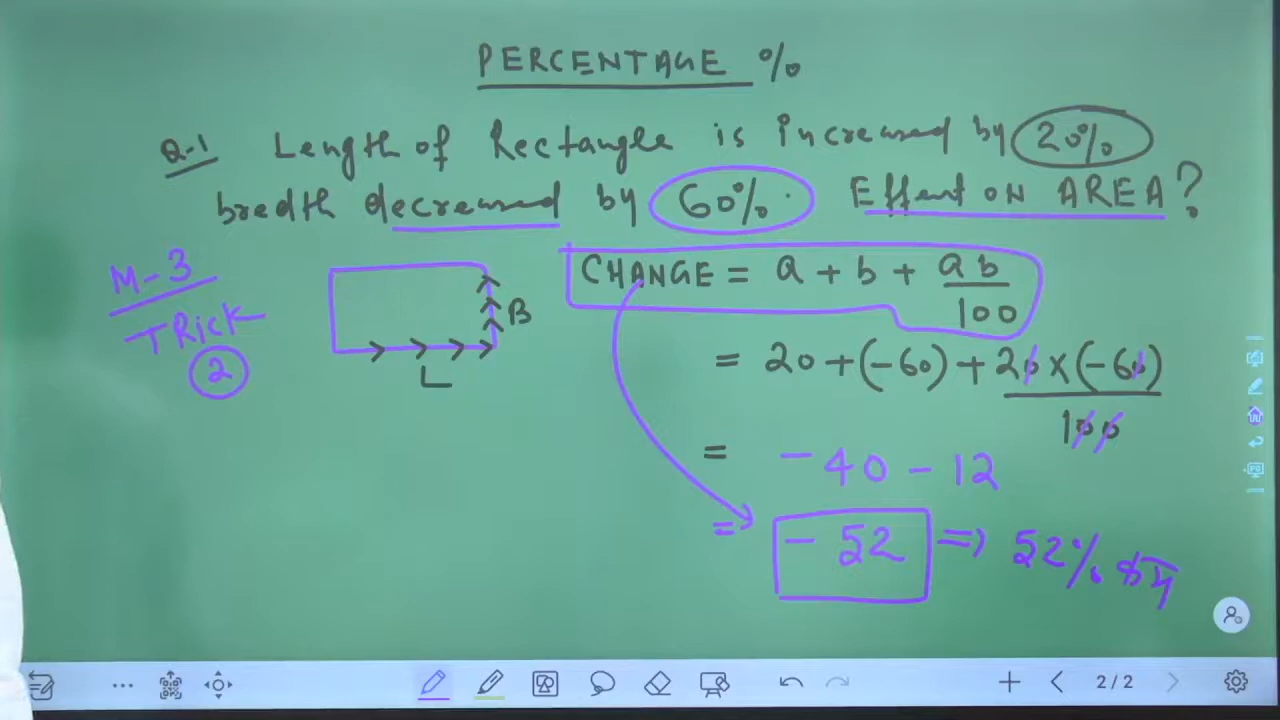 PERCENTAGE %
Q-1 Length of Rectangle is increased by 20%
bredth decreased by 60%. Effect on AREA?
M-3
TRick
2
B
L
CHANGE = a + b + ab/100
= 20 + (-60) + 20 × (-60)/100
= - 40 - 12
= - 52 => 52%
2/2